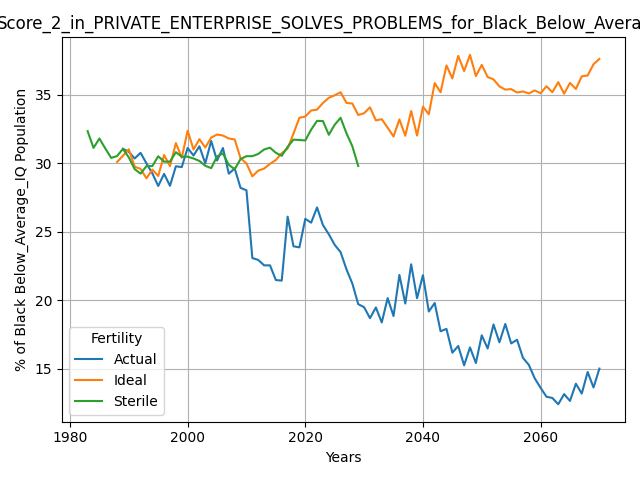 Score_2_in_PRIVATE_ENTERPRISE_SOLVES_PROBLEMS_for_Black_Below_Avera
% of Black Below_Average_IQ Population
35
30
25
20
15
Fertility
Actual
Ideal
Sterile
1980 2000 2020 2040 2060
Years